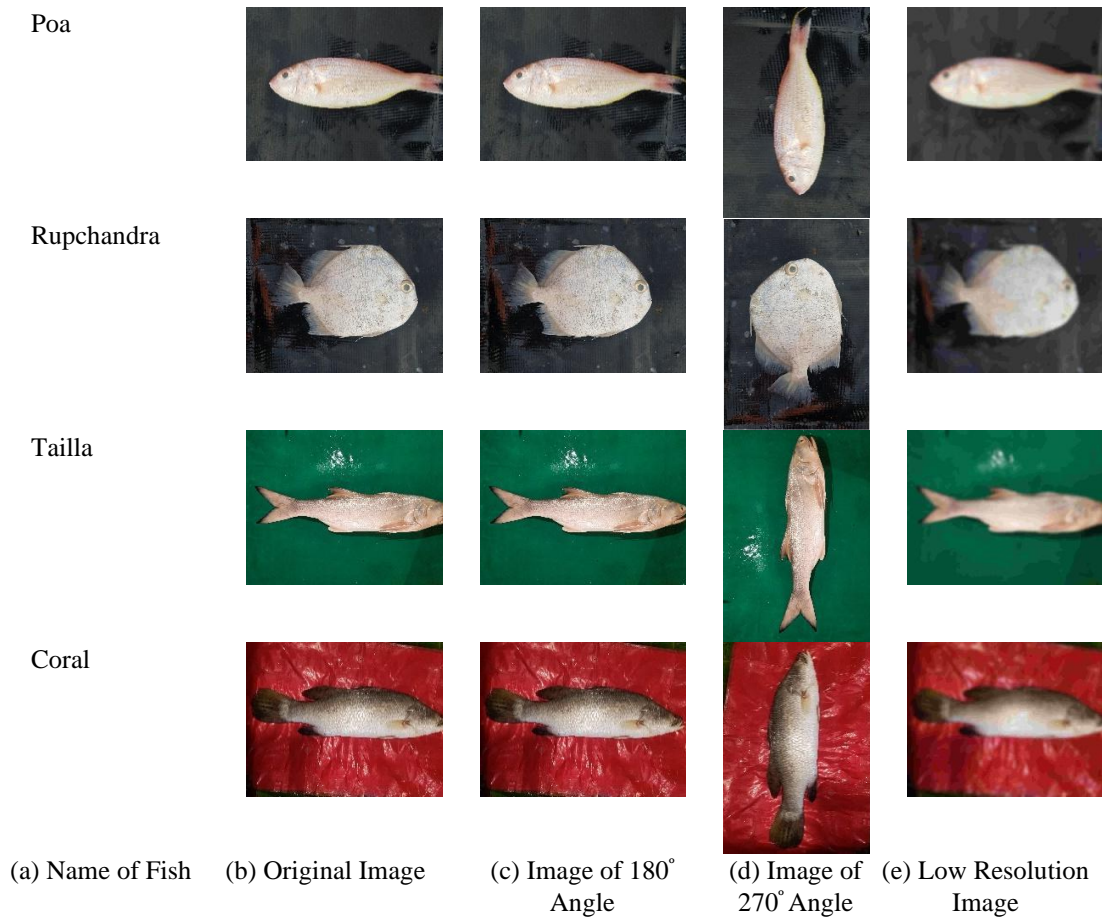 Poa
Rupchandra
Tailla
Coral
(a) Name of Fish (b) Original Image (c) Image of 180° (d) Image of (e) Low Resolution
Angle 270° Angle Image